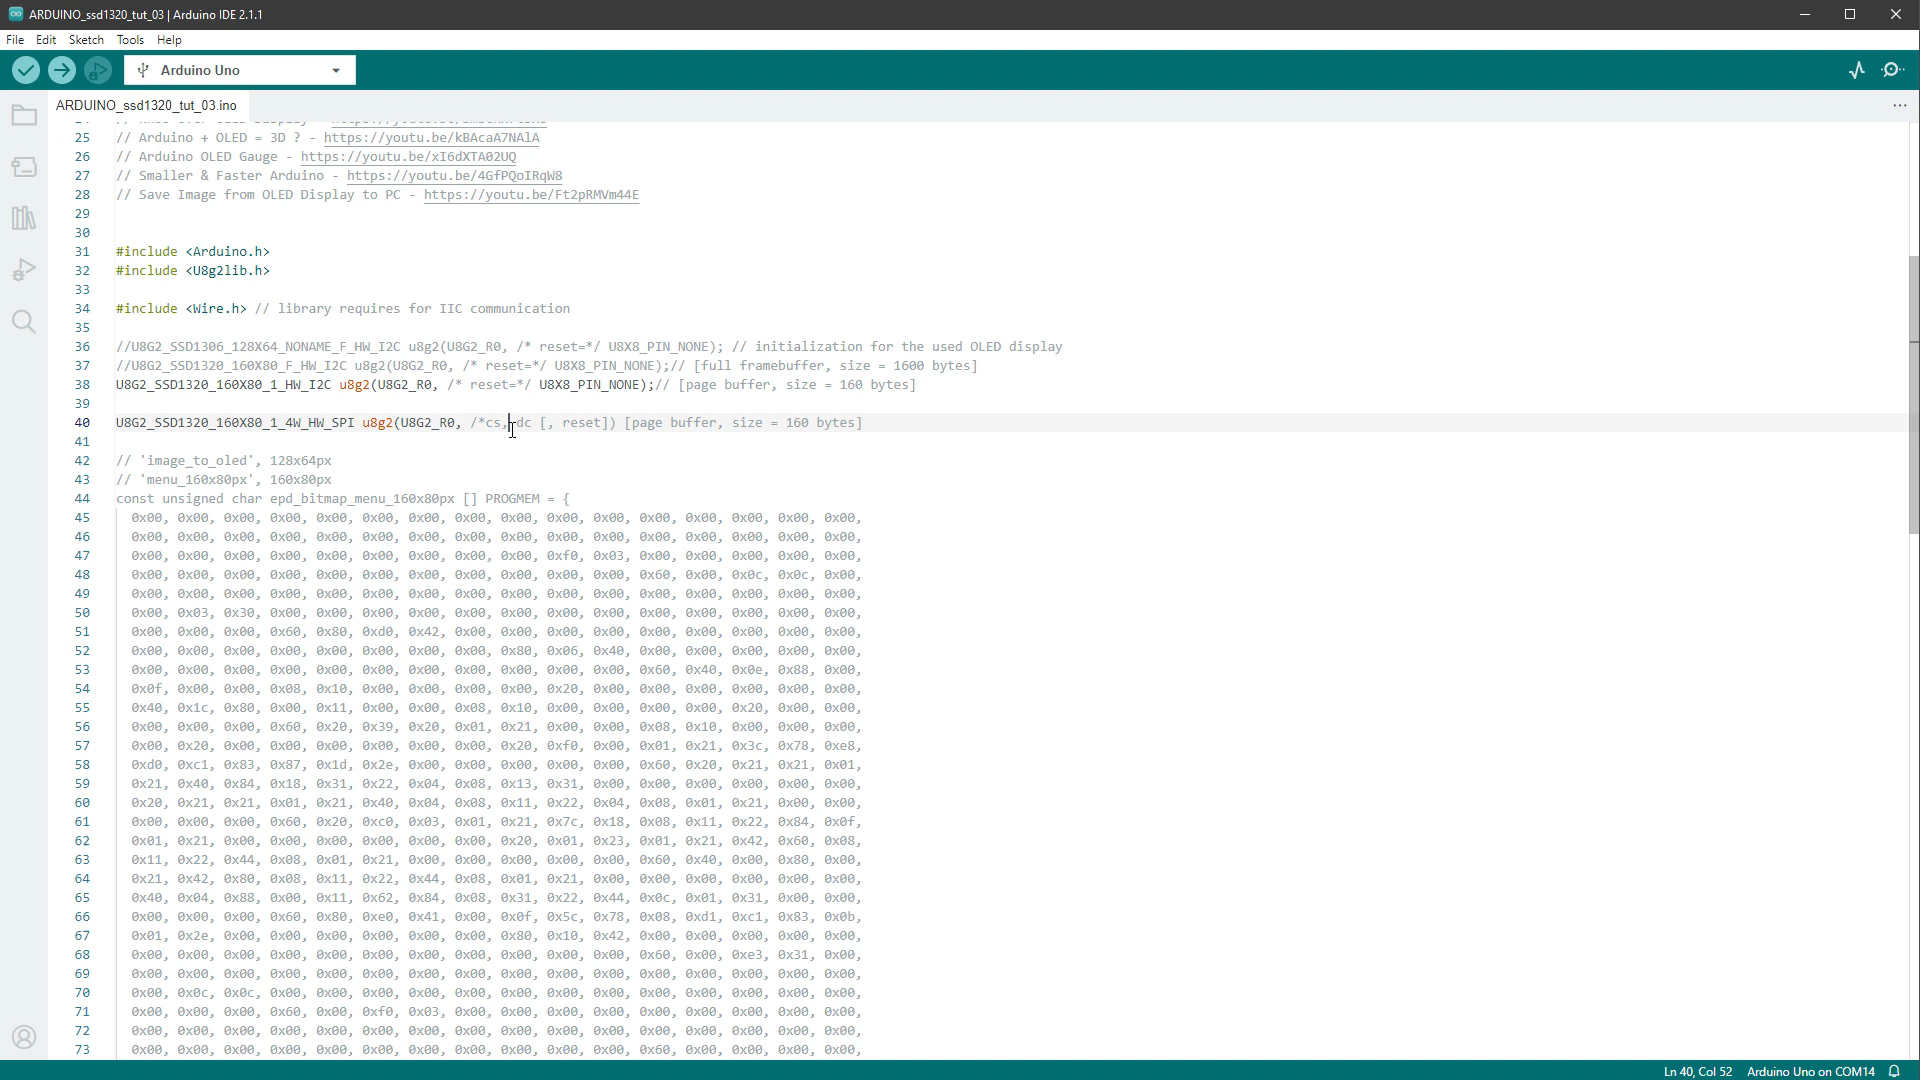 ARDUINO_ssd1320_tut_03 | Arduino IDE 2.1.1
File Edit Sketch Tools Help
Arduino Uno
ARDUINO_ssd1320_tut_03.ino
25 // Arduino + OLED = 3D ? - https://youtu.be/kBAcaA7NAlA
26 // Arduino OLED Gauge - https://youtu.be/xI6dXTA02UQ
27 // Smaller & Faster Arduino - https://youtu.be/4GfPQoIRqW8
28 // Save Image from OLED Display to PC - https://youtu.be/Ft2pRMVm44E
29
30
31 #include <Arduino.h>
32 #include <U8g2lib.h>
33
34 #include <Wire.h> // library requires for IIC communication
35
36 //U8G2_SSD1306_128X64_NONAME_F_HW_I2C u8g2(U8G2_R0, /* reset=*/ U8X8_PIN_NONE); // initialization for the used OLED display
37 //U8G2_SSD1320_160X80_F_HW_I2C u8g2(U8G2_R0, /* reset=*/ U8X8_PIN_NONE);// [full framebuffer, size = 1600 bytes]
38 U8G2_SSD1320_160X80_1_HW_I2C u8g2(U8G2_R0, /* reset=*/ U8X8_PIN_NONE);// [page buffer, size = 160 bytes]
39
40 U8G2_SSD1320_160X80_1_4W_HW_SPI u8g2(U8G2_R0, /*cs, dc [, reset]) [page buffer, size = 160 bytes]
41
42 // 'image_to_oled', 128x64px
43 // 'menu_160x80px', 160x80px
44 const unsigned char epd_bitmap_menu_160x80px [] PROGMEM = {
45 0x00, 0x00, 0x00, 0x00, 0x00, 0x00, 0x00, 0x00, 0x00, 0x00, 0x00, 0x00, 0x00, 0x00, 0x00, 0x00,
46 0x00, 0x00, 0x00, 0x00, 0x00, 0x00, 0x00, 0x00, 0x00, 0x00, 0x00, 0x00, 0x00, 0x00, 0x00, 0x00,
47 0x00, 0x00, 0x00, 0x00, 0x00, 0x00, 0x00, 0x00, 0x00, 0xf0, 0x03, 0x00, 0x00, 0x00, 0x00, 0x00,
48 0x00, 0x00, 0x00, 0x00, 0x00, 0x00, 0x00, 0x00, 0x00, 0x00, 0x00, 0x60, 0x00, 0x0c, 0x0c, 0x00,
49 0x00, 0x00, 0x00, 0x00, 0x00, 0x00, 0x00, 0x00, 0x00, 0x00, 0x00, 0x00, 0x00, 0x00, 0x00, 0x00,
50 0x00, 0x03, 0x30, 0x00, 0x00, 0x00, 0x00, 0x00, 0x00, 0x00, 0x00, 0x00, 0x00, 0x00, 0x00, 0x00,
51 0x00, 0x00, 0x00, 0x60, 0x80, 0xd0, 0x42, 0x00, 0x00, 0x00, 0x00, 0x00, 0x00, 0x00, 0x00, 0x00,
52 0x00, 0x00, 0x00, 0x00, 0x00, 0x00, 0x00, 0x00, 0x80, 0x06, 0x40, 0x00, 0x00, 0x00, 0x00, 0x00,
53 0x00, 0x00, 0x00, 0x00, 0x00, 0x00, 0x00, 0x00, 0x00, 0x00, 0x00, 0x60, 0x40, 0x0e, 0x88, 0x00,
54 0x0f, 0x00, 0x00, 0x08, 0x10, 0x00, 0x00, 0x00, 0x00, 0x20, 0x00, 0x00, 0x00, 0x00, 0x00, 0x00,
55 0x40, 0x1c, 0x80, 0x00, 0x11, 0x00, 0x00, 0x08, 0x10, 0x00, 0x00, 0x00, 0x00, 0x20, 0x00, 0x00,
56 0x00, 0x00, 0x00, 0x60, 0x20, 0x39, 0x20, 0x01, 0x21, 0x00, 0x00, 0x08, 0x10, 0x00, 0x00, 0x00,
57 0x00, 0x20, 0x00, 0x00, 0x00, 0x00, 0x00, 0x00, 0x20, 0xf0, 0x00, 0x01, 0x21, 0x3c, 0x78, 0xe8,
58 0xd0, 0xc1, 0x83, 0x87, 0x1d, 0x2e, 0x00, 0x00, 0x00, 0x00, 0x00, 0x60, 0x20, 0x21, 0x21, 0x01,
59 0x21, 0x40, 0x84, 0x18, 0x31, 0x22, 0x04, 0x08, 0x13, 0x31, 0x00, 0x00, 0x00, 0x00, 0x00, 0x00,
60 0x20, 0x21, 0x21, 0x01, 0x21, 0x40, 0x04, 0x08, 0x11, 0x22, 0x04, 0x08, 0x01, 0x21, 0x00, 0x00,
61 0x00, 0x00, 0x00, 0x60, 0x20, 0xc0, 0x03, 0x01, 0x21, 0x7c, 0x18, 0x08, 0x11, 0x22, 0x84, 0x0f,
62 0x01, 0x21, 0x00, 0x00, 0x00, 0x00, 0x00, 0x00, 0x20, 0x01, 0x23, 0x01, 0x21, 0x42, 0x60, 0x08,
63 0x11, 0x22, 0x44, 0x08, 0x01, 0x21, 0x00, 0x00, 0x00, 0x00, 0x00, 0x60, 0x40, 0x00, 0x80, 0x00,
64 0x21, 0x42, 0x80, 0x08, 0x11, 0x22, 0x44, 0x08, 0x01, 0x21, 0x00, 0x00, 0x00, 0x00, 0x00, 0x00,
65 0x40, 0x04, 0x88, 0x00, 0x11, 0x62, 0x84, 0x08, 0x31, 0x22, 0x44, 0x0c, 0x01, 0x31, 0x00, 0x00,
66 0x00, 0x00, 0x00, 0x60, 0x80, 0xe0, 0x41, 0x00, 0x0f, 0x5c, 0x78, 0x08, 0xd1, 0xc1, 0x83, 0x0b,
67 0x01, 0x2e, 0x00, 0x00, 0x00, 0x00, 0x00, 0x00, 0x80, 0x10, 0x42, 0x00, 0x00, 0x00, 0x00, 0x00,
68 0x00, 0x00, 0x00, 0x00, 0x00, 0x00, 0x00, 0x00, 0x00, 0x00, 0x00, 0x60, 0x00, 0xe3, 0x31, 0x00,
69 0x00, 0x00, 0x00, 0x00, 0x00, 0x00, 0x00, 0x00, 0x00, 0x00, 0x00, 0x00, 0x00, 0x00, 0x00, 0x00,
70 0x00, 0x0c, 0x0c, 0x00, 0x00, 0x00, 0x00, 0x00, 0x00, 0x00, 0x00, 0x00, 0x00, 0x00, 0x00, 0x00,
71 0x00, 0x00, 0x00, 0x60, 0x00, 0xf0, 0x03, 0x00, 0x00, 0x00, 0x00, 0x00, 0x00, 0x00, 0x00, 0x00,
72 0x00, 0x00, 0x00, 0x00, 0x00, 0x00, 0x00, 0x00, 0x00, 0x00, 0x00, 0x00, 0x00, 0x00, 0x00, 0x00,
73 0x00, 0x00, 0x00, 0x00, 0x00, 0x00, 0x00, 0x00, 0x00, 0x00, 0x00, 0x60, 0x00, 0x00, 0x00, 0x00,
Ln 40, Col 52 Arduino Uno on COM14